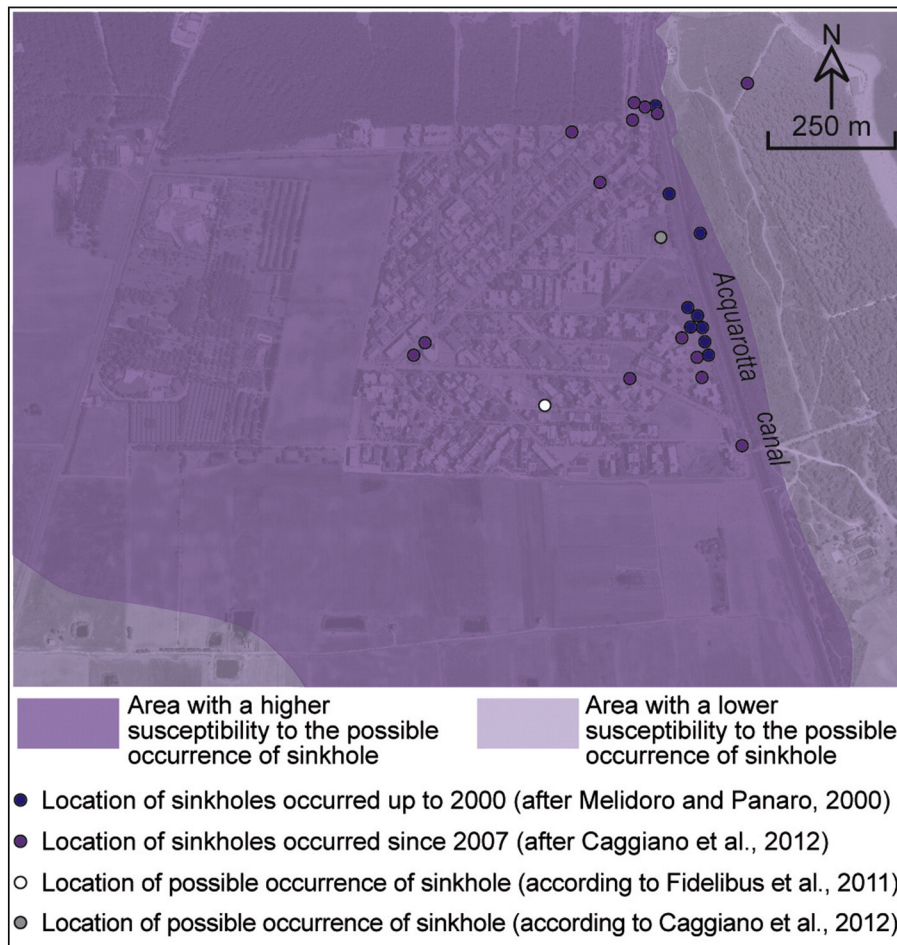 N
250 m
Acquarotta
canal
Area with a higher
susceptibility to the possible
occurrence of sinkhole
Area with a lower
susceptibility to the possible
occurrence of sinkhole
Location of sinkholes occurred up to 2000 (after Melidoro and Panaro, 2000)
Location of sinkholes occurred since 2007 (after Caggiano et al., 2012)
Location of possible occurrence of sinkhole (according to Fidelibus et al., 2011)
Location of possible occurrence of sinkhole (according to Caggiano et al., 2012)